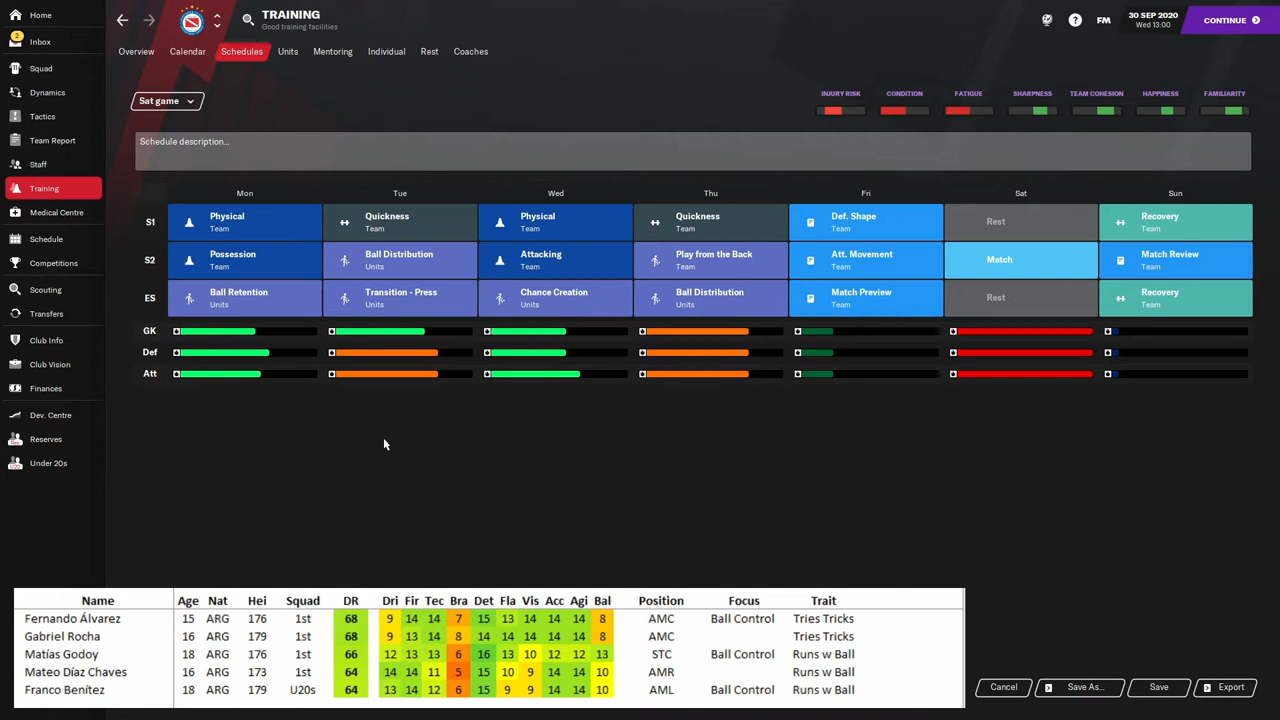 Home
2
Inbox
Squad
Dynamics
Tactics
Team Report
Staff
Training
Medical Centre
Schedule
Competitions
Scouting
Transfers
Club Info
Club Vision
Finances
Dev. Centre
Reserves
Under 20s
TRAINING
Good training facilities
FM
30 SEP 2020
Wed 13:00
CONTINUE
Overview Calendar Schedules Units Mentoring Individual Rest Coaches
Sat game
INJURY RISK CONDITION FATIGUE SHARPNESS TEAM COHESION HAPPINESS FAMILIARITY
Schedule description...
Mon Tue Wed Thu Fri Sat Sun
S1 Physical Quickness Physical Quickness Def. Shape Rest Recovery
Team Team Team Team Team Team
S2 Possession Ball Distribution Attacking Play from the Back Att. Movement Match Match Review
Team Units Team Units Team Team
ES Ball Retention Transition - Press Chance Creation Ball Distribution Match Preview Rest Recovery
Units Units Units Units Team Team
GK
Def
Att
Name Age Nat Hei Squad DR Dri Fir Tec Bra Det Fla Vis Acc Agi Bal Position Focus Trait
Fernando Álvarez 15 ARG 176 1st 68 9 14 14 7 15 13 14 14 14 8 AMC Ball Control Tries Tricks
Gabriel Rocha 16 ARG 179 1st 68 9 13 14 8 14 14 14 14 14 8 AMC Tries Tricks
Matías Godoy 18 ARG 176 1st 66 12 13 13 6 16 13 10 12 12 13 STC Ball Control Runs w Ball
Mateo Díaz Chaves 16 ARG 173 1st 64 14 14 11 5 15 10 9 14 14 10 AMR Runs w Ball
Franco Benítez 18 ARG 179 U20s 64 13 14 12 6 15 9 9 14 14 10 AML Ball Control Runs w Ball
Cancel Save As... Save Export